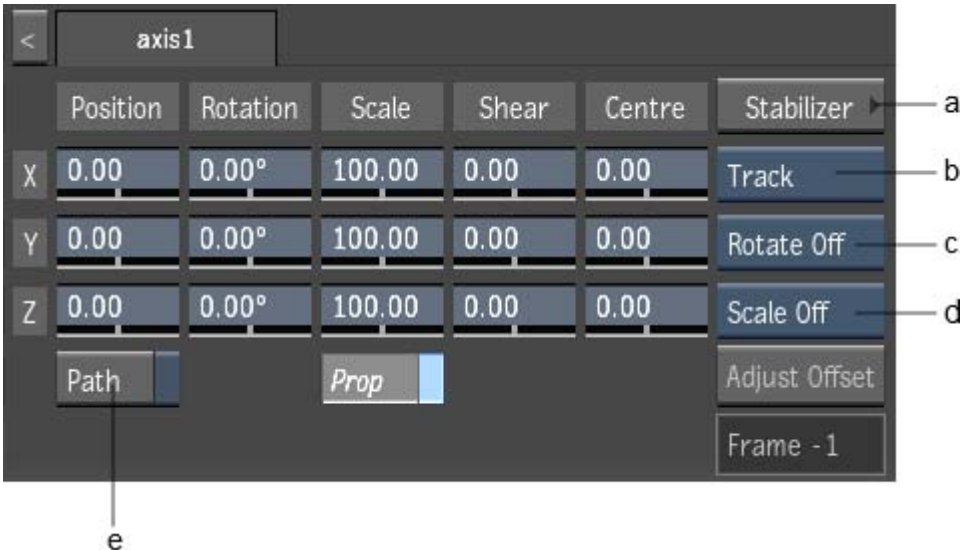 < axis1
Position Rotation Scale Shear Centre Stabilizer a
X 0.00 0.00° 100.00 0.00 0.00 Track b
Y 0.00 0.00° 100.00 0.00 0.00 Rotate Off c
Z 0.00 0.00° 100.00 0.00 0.00 Scale Off d
Path Prop Adjust Offset
Frame -1
e